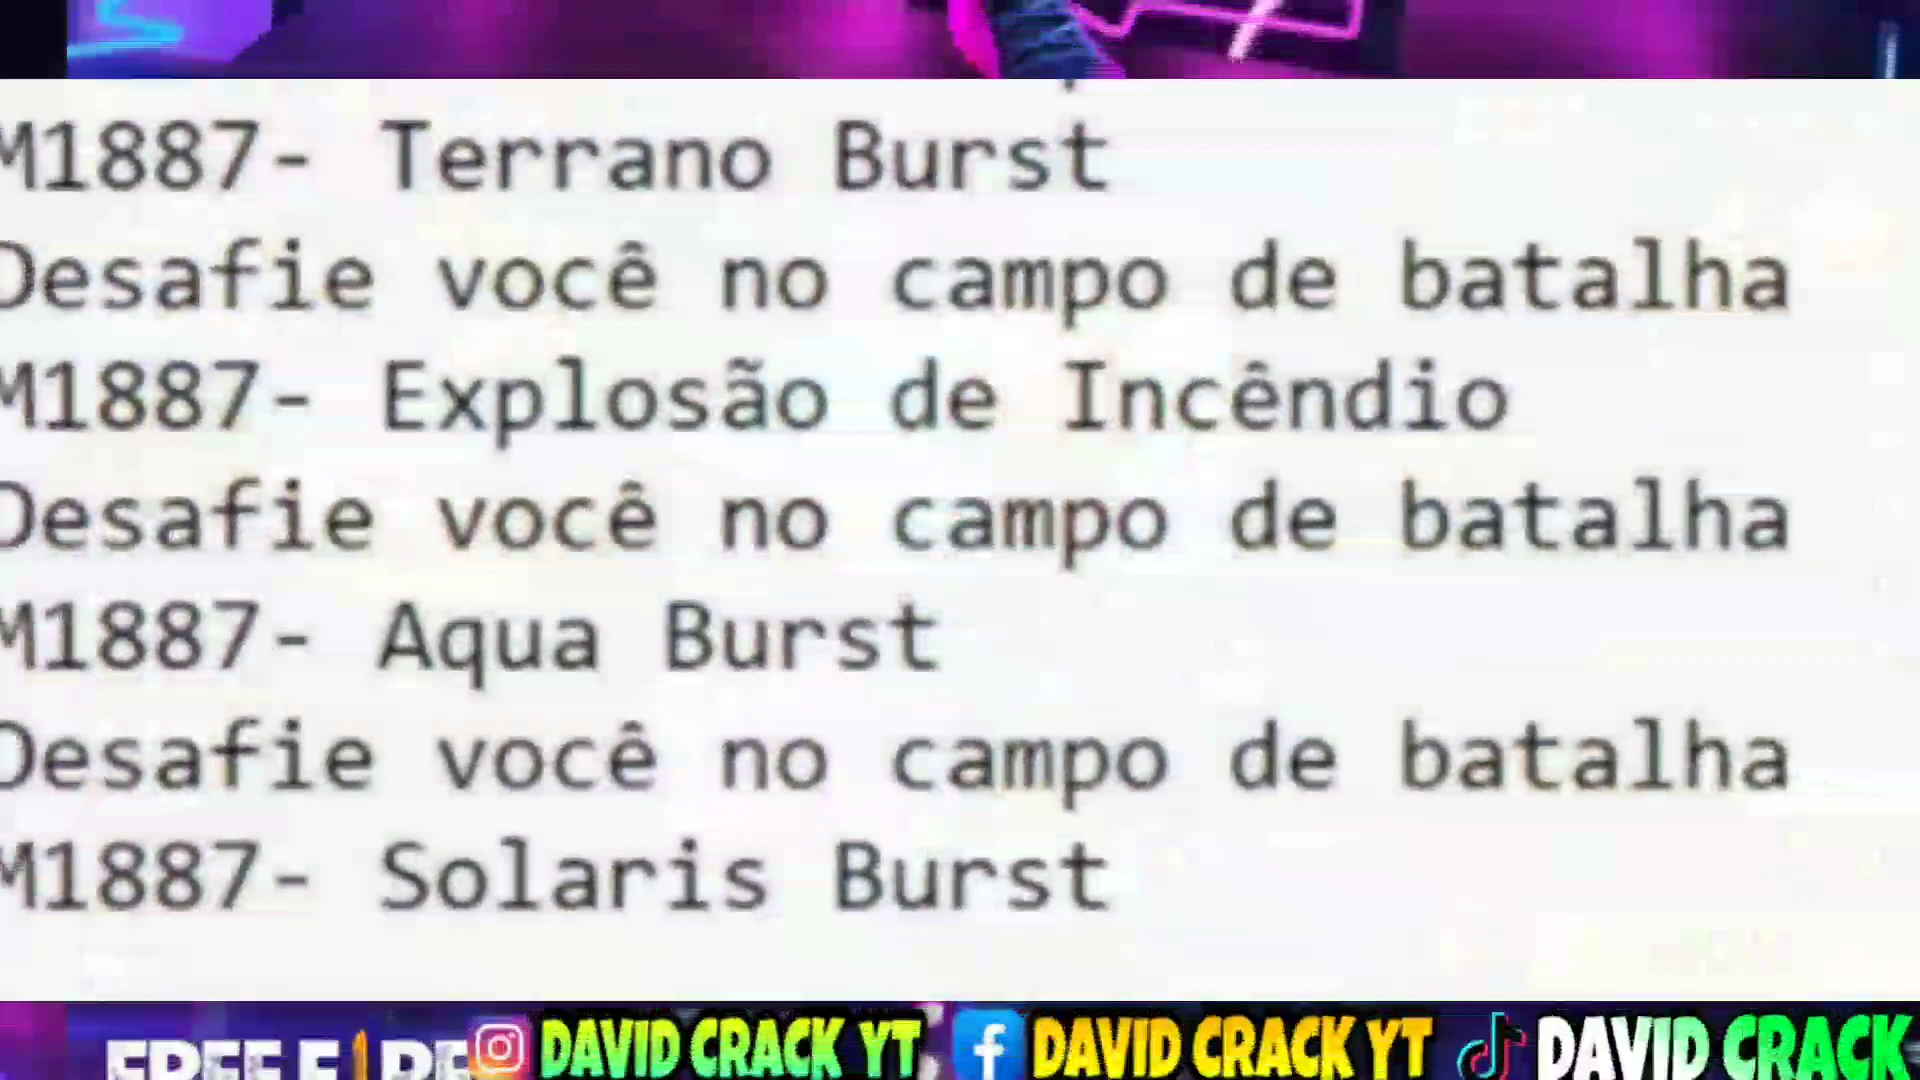 M1887- Terrano Burst
Desafie você no campo de batalha
M1887- Explosão de Incêndio
Desafie você no campo de batalha
M1887- Aqua Burst
Desafie você no campo de batalha
M1887- Solaris Burst
FREE FIRE DAVID CRACK YT DAVID CRACK YT DAVID CRACK